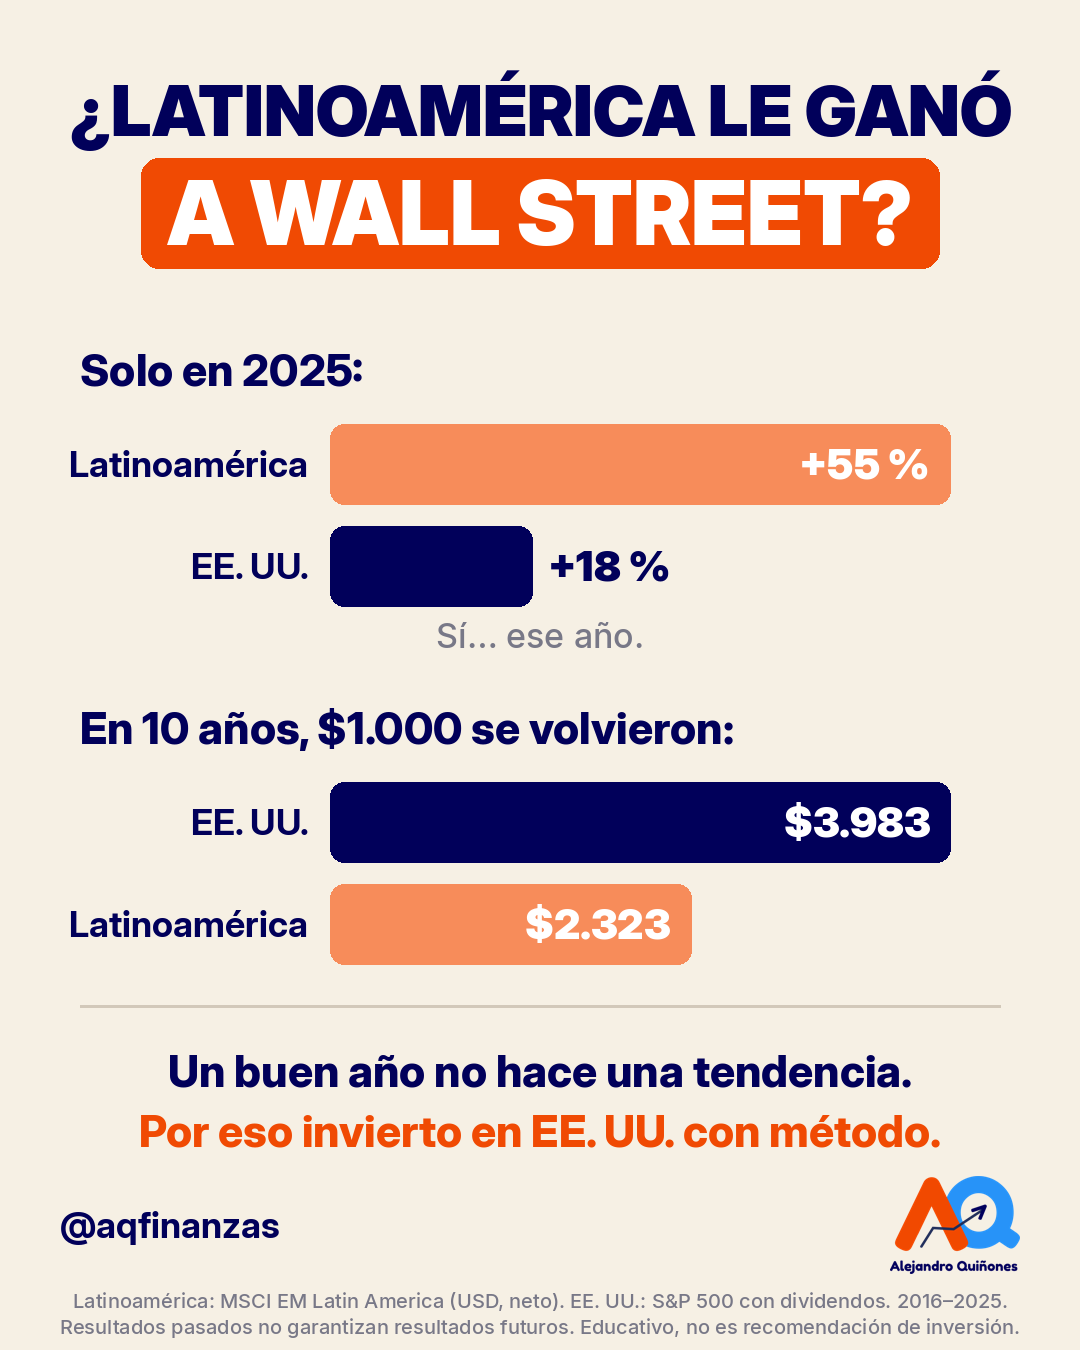 ¿LATINOAMÉRICA LE GANÓ
A WALL STREET?
Solo en 2025:
Latinoamérica
+55 %
EE. UU.
+18 %
Sí... ese año.
En 10 años, $1.000 se volvieron:
EE. UU.
$3.983
Latinoamérica
$2.323
Un buen año no hace una tendencia.
Por eso invierto en EE. UU. con método.
@aqfinanzas
AQ
Alejandro Quiñones
Latinoamérica: MSCI EM Latin America (USD, neto). EE. UU.: S&P 500 con dividendos. 2016–2025.
Resultados pasados no garantizan resultados futuros. Educativo, no es recomendación de inversión.